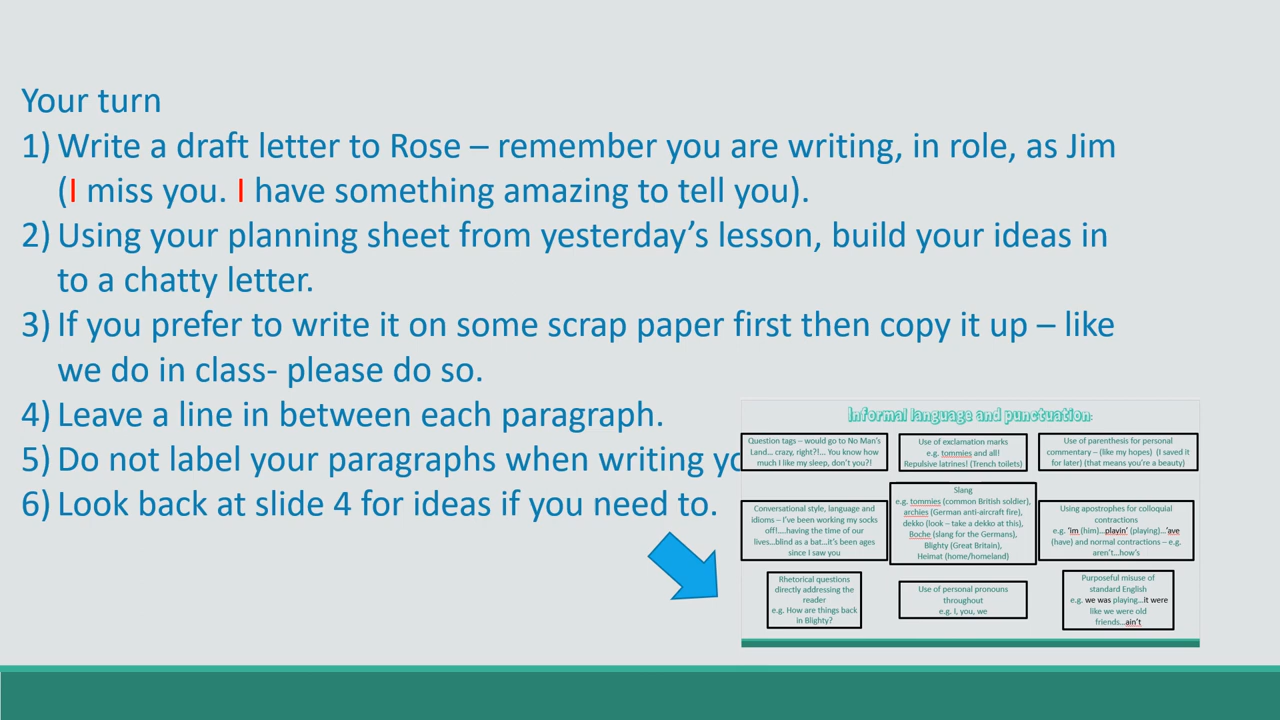 Your turn
1) Write a draft letter to Rose – remember you are writing, in role, as Jim
(I miss you. I have something amazing to tell you).
2) Using your planning sheet from yesterday’s lesson, build your ideas in
to a chatty letter.
3) If you prefer to write it on some scrap paper first then copy it up – like
we do in class- please do so.
4) Leave a line in between each paragraph.
5) Do not label your paragraphs when writing yo
6) Look back at slide 4 for ideas if you need to.
Informal language and punctuation:
Question tags – would go to No Man’s
Land... crazy, right?!... You know how
much I like my sleep, don’t you?!
Use of exclamation marks
e.g. tommies and all!
Repulsive latrines! (Trench toilets)
Use of parenthesis for personal
commentary – (like my hopes) (I saved it
for later) (that means you’re a beauty)
Conversational style, language and
idioms – I’ve been working my socks
off!....having the time of our
lives...blind as a bat...it’s been ages
since I saw you
Slang
e.g. tommies (common British soldier),
archies (German anti-aircraft fire),
dekko (look – take a dekko at this),
Boche (slang for the Germans),
Blighty (Great Britain),
Heimat (home/homeland)
Using apostrophes for colloquial
contractions
e.g. ‘im (him)...playin’ (playing)...’ave
(have) and normal contractions – e.g.
aren’t...how’s
Rhetorical questions
directly addressing the
reader
e.g. How are things back
in Blighty?
Use of personal pronouns
throughout
e.g. I, you, we
Purposeful misuse of
standard English
e.g. we was playing...it were
like we were old
friends...ain’t